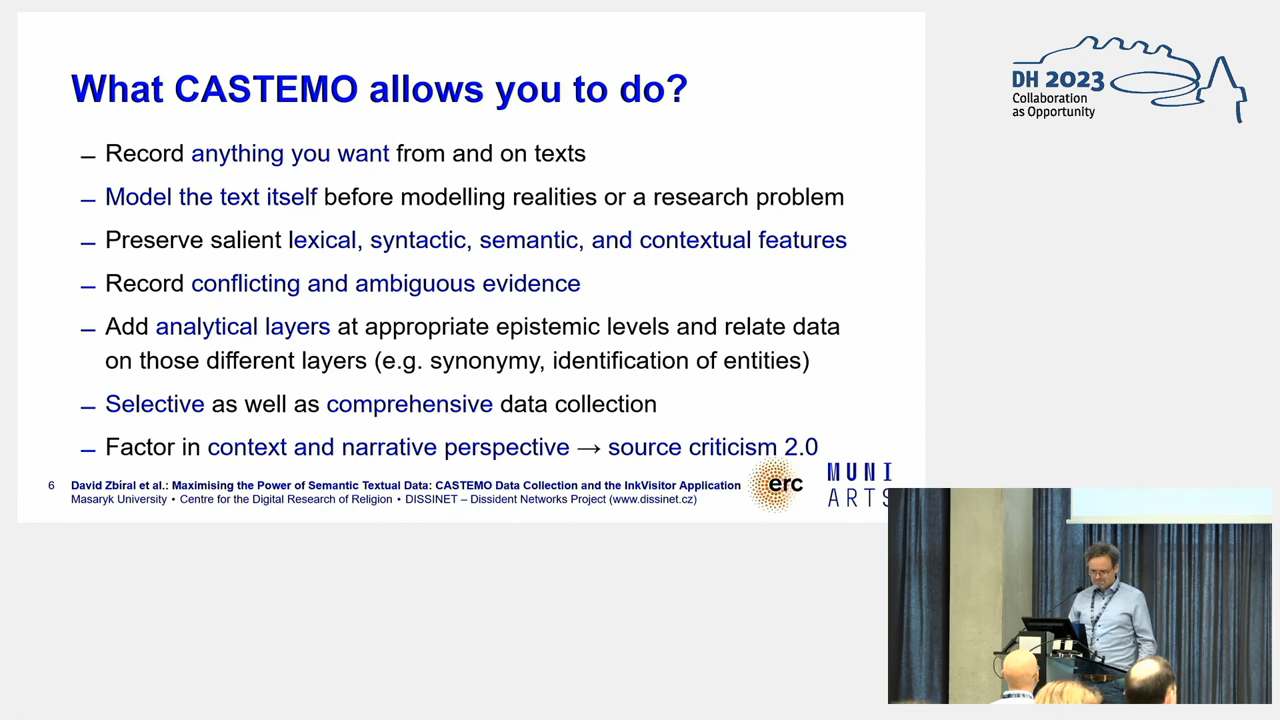 What CASTEMO allows you to do?
– Record anything you want from and on texts
– Model the text itself before modelling realities or a research problem
– Preserve salient lexical, syntactic, semantic, and contextual features
– Record conflicting and ambiguous evidence
– Add analytical layers at appropriate epistemic levels and relate data
on those different layers (e.g. synonymy, identification of entities)
– Selective as well as comprehensive data collection
– Factor in context and narrative perspective → source criticism 2.0
6 David Zbíral et al.: Maximising the Power of Semantic Textual Data: CASTEMO Data Collection and the InkVisitor Application
Masaryk University • Centre for the Digital Research of Religion • DISSINET – Dissident Networks Project (www.dissinet.cz)
erc
MUNI
ARTS
DH 2023
Collaboration
as Opportunity